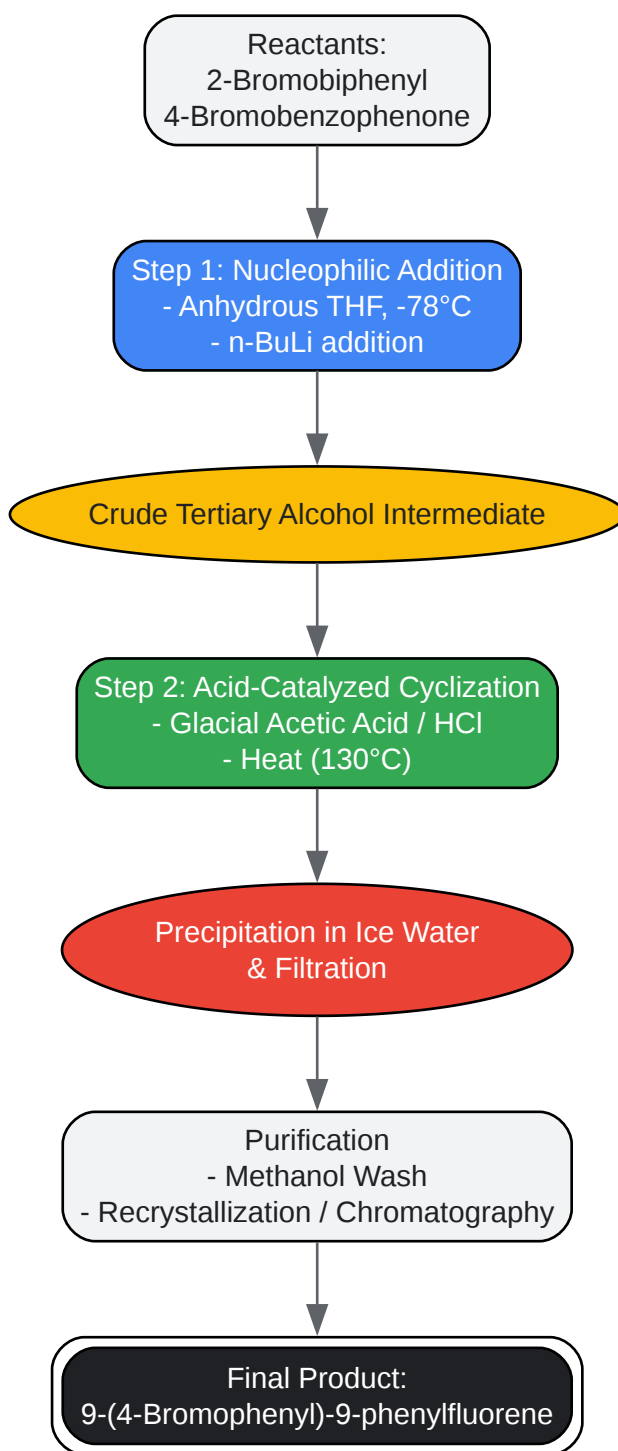 Reactants:
2-Bromobiphenyl
4-Bromobenzophenone
Step 1: Nucleophilic Addition
- Anhydrous THF, -78°C
- n-BuLi addition
Crude Tertiary Alcohol Intermediate
Step 2: Acid-Catalyzed Cyclization
- Glacial Acetic Acid / HCl
- Heat (130°C)
Precipitation in Ice Water
& Filtration
Purification
- Methanol Wash
- Recrystallization / Chromatography
Final Product:
9-(4-Bromophenyl)-9-phenylfluorene